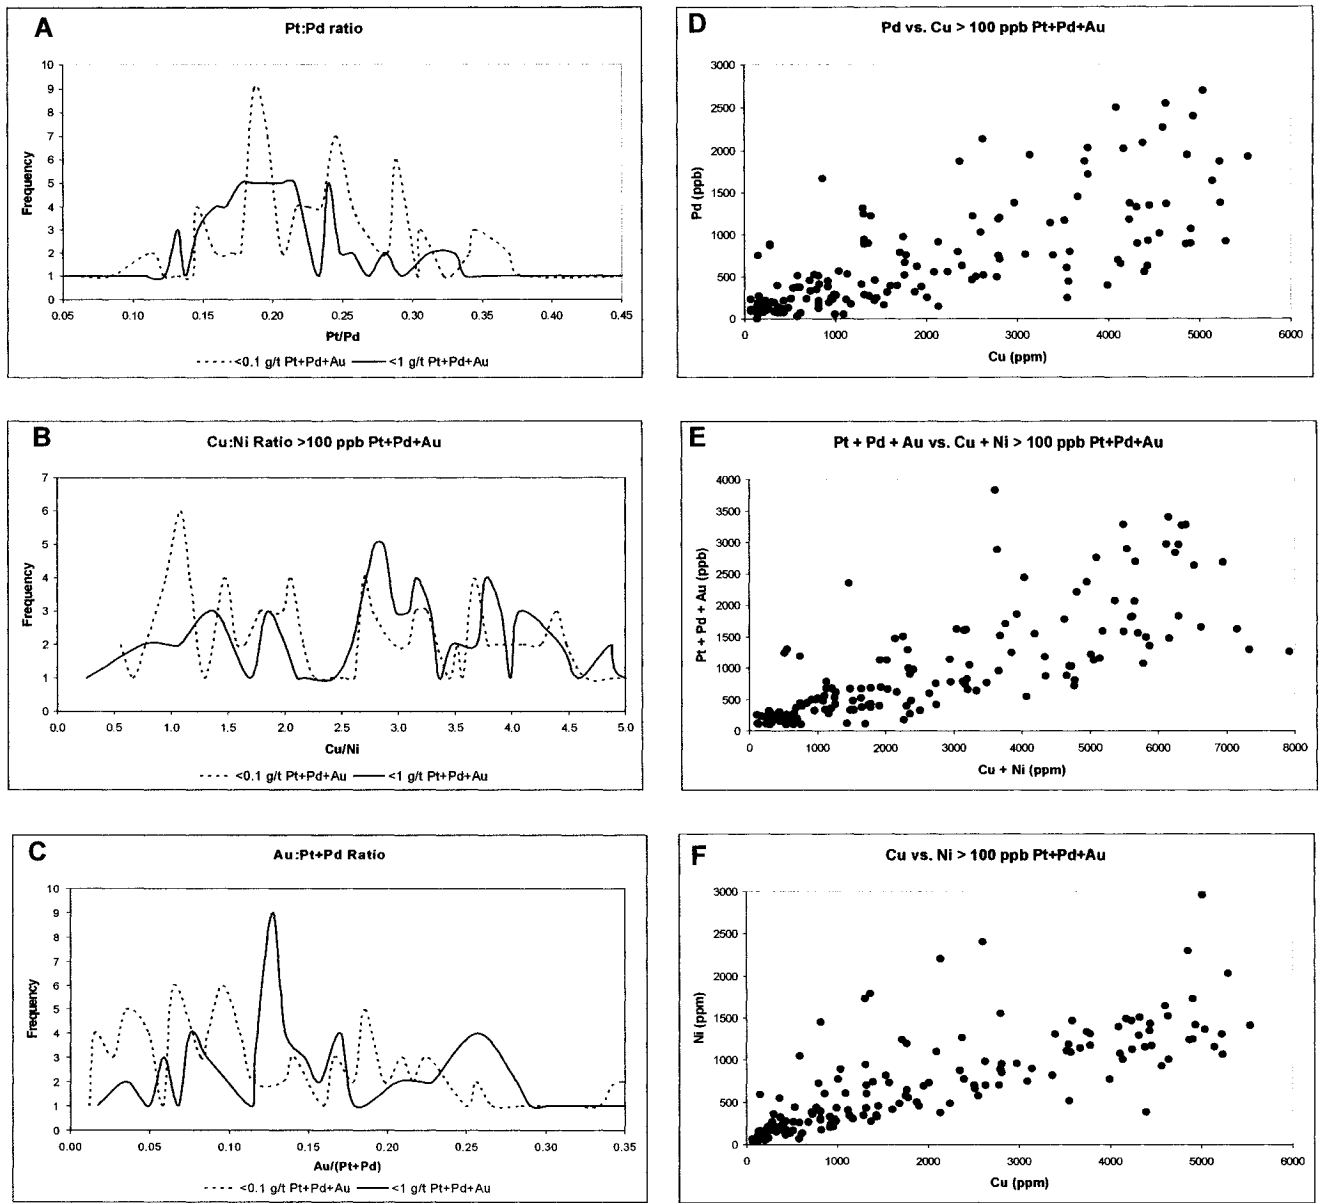 A
Pt:Pd ratio
10
9
8
7
6
5
4
3
2
1
0
Frequency
0.05 0.10 0.15 0.20 0.25 0.30 0.35 0.40 0.45
Pt/Pd
<0.1 g/t Pt+Pd+Au <1 g/t Pt+Pd+Au
B
Cu:Ni Ratio >100 ppb Pt+Pd+Au
7
6
5
4
3
2
1
0
Frequency
0.0 0.5 1.0 1.5 2.0 2.5 3.0 3.5 4.0 4.5 5.0
Cu/Ni
<0.1 g/t Pt+Pd+Au <1 g/t Pt+Pd+Au
C
Au:Pt+Pd Ratio
10
9
8
7
6
5
4
3
2
1
0
Frequency
0.00 0.05 0.10 0.15 0.20 0.25 0.30 0.35
Au/(Pt+Pd)
<0.1 g/t Pt+Pd+Au <1 g/t Pt+Pd+Au
D
Pd vs. Cu > 100 ppb Pt+Pd+Au
3000
2500
2000
1500
1000
500
0
Pd (ppb)
0 1000 2000 3000 4000 5000 6000
Cu (ppm)
E
Pt + Pd + Au vs. Cu + Ni > 100 ppb Pt+Pd+Au
4000
3500
3000
2500
2000
1500
1000
500
0
Pt + Pd + Au (ppb)
0 1000 2000 3000 4000 5000 6000 7000 8000
Cu + Ni (ppm)
F
Cu vs. Ni > 100 ppb Pt+Pd+Au
3000
2500
2000
1500
1000
500
0
Ni (ppm)
0 1000 2000 3000 4000 5000 6000
Cu (ppm)